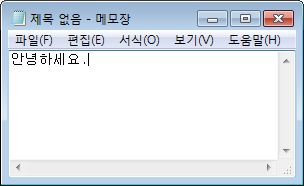 제목 없음 - 메모장
파일(F) 편집(E) 서식(O) 보기(V) 도움말(H)
안녕하세요.